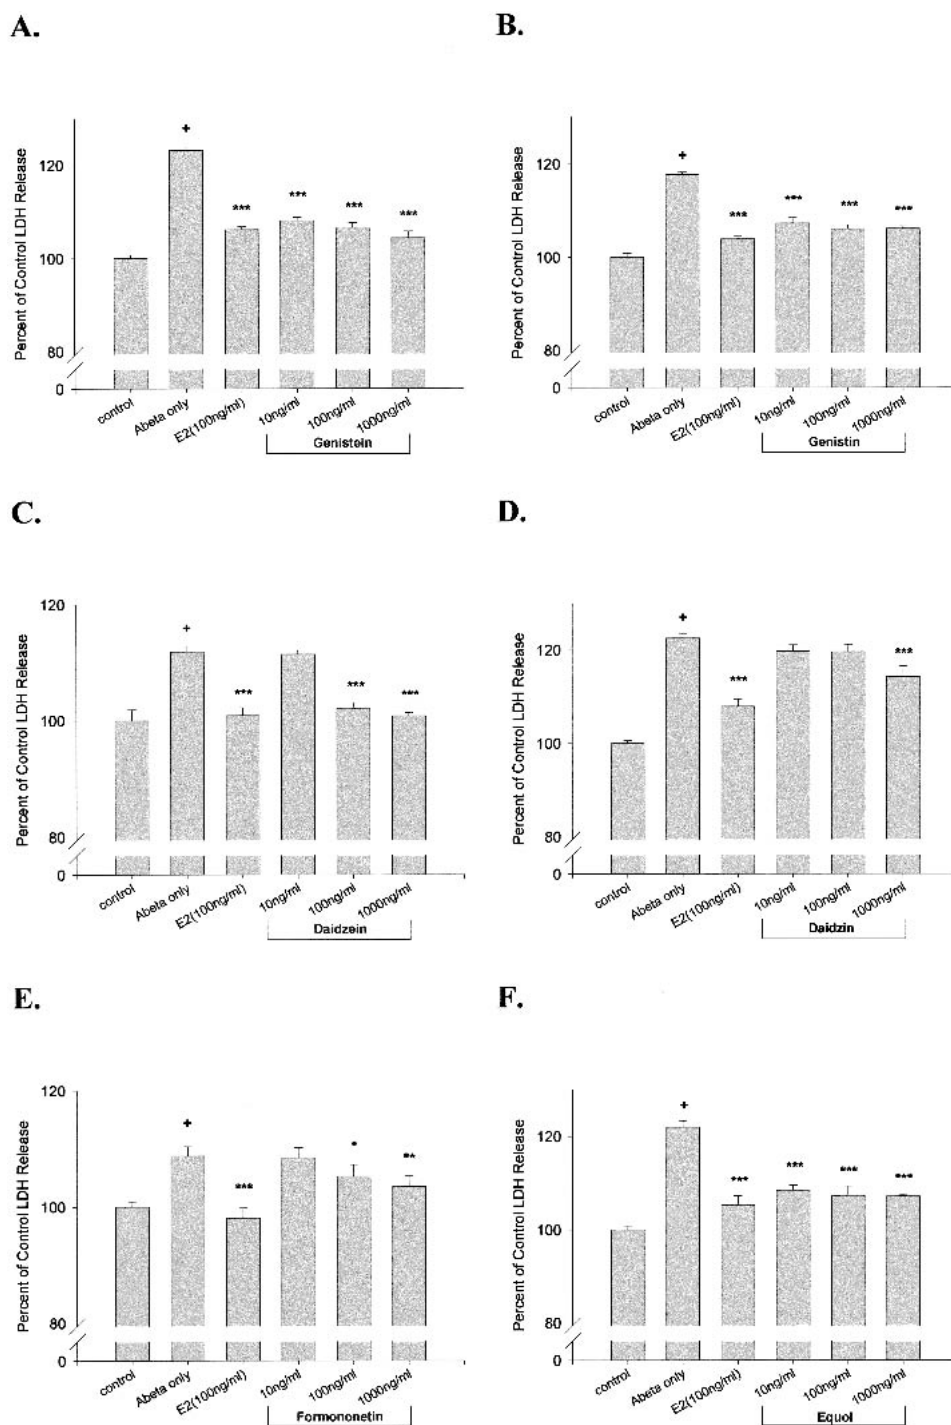 A.
Percent of Control LDH Release
120
100
80
0
+
***
***
***
***
control
Abeta only
E2(100ng/ml)
10ng/ml
100ng/ml
1000ng/ml
Genistein
B.
Percent of Control LDH Release
120
100
80
0
+
***
***
***
***
control
Abeta only
E2(100ng/ml)
10ng/ml
100ng/ml
1000ng/ml
Genistin
C.
Percent of Control LDH Release
120
100
80
0
+
***
***
***
control
Abeta only
E2(100ng/ml)
10ng/ml
100ng/ml
1000ng/ml
Daidzein
D.
Percent of Control LDH Release
120
100
80
0
+
***
***
control
Abeta only
E2(100ng/ml)
10ng/ml
100ng/ml
1000ng/ml
Daidzin
E.
Percent of Control LDH Release
120
100
80
0
+
***
*
**
control
Abeta only
E2(100ng/ml)
10ng/ml
100ng/ml
1000ng/ml
Formononetin
F.
Percent of Control LDH Release
120
100
80
0
+
***
***
***
***
control
Abeta only
E2(100ng/ml)
10ng/ml
100ng/ml
1000ng/ml
Equol